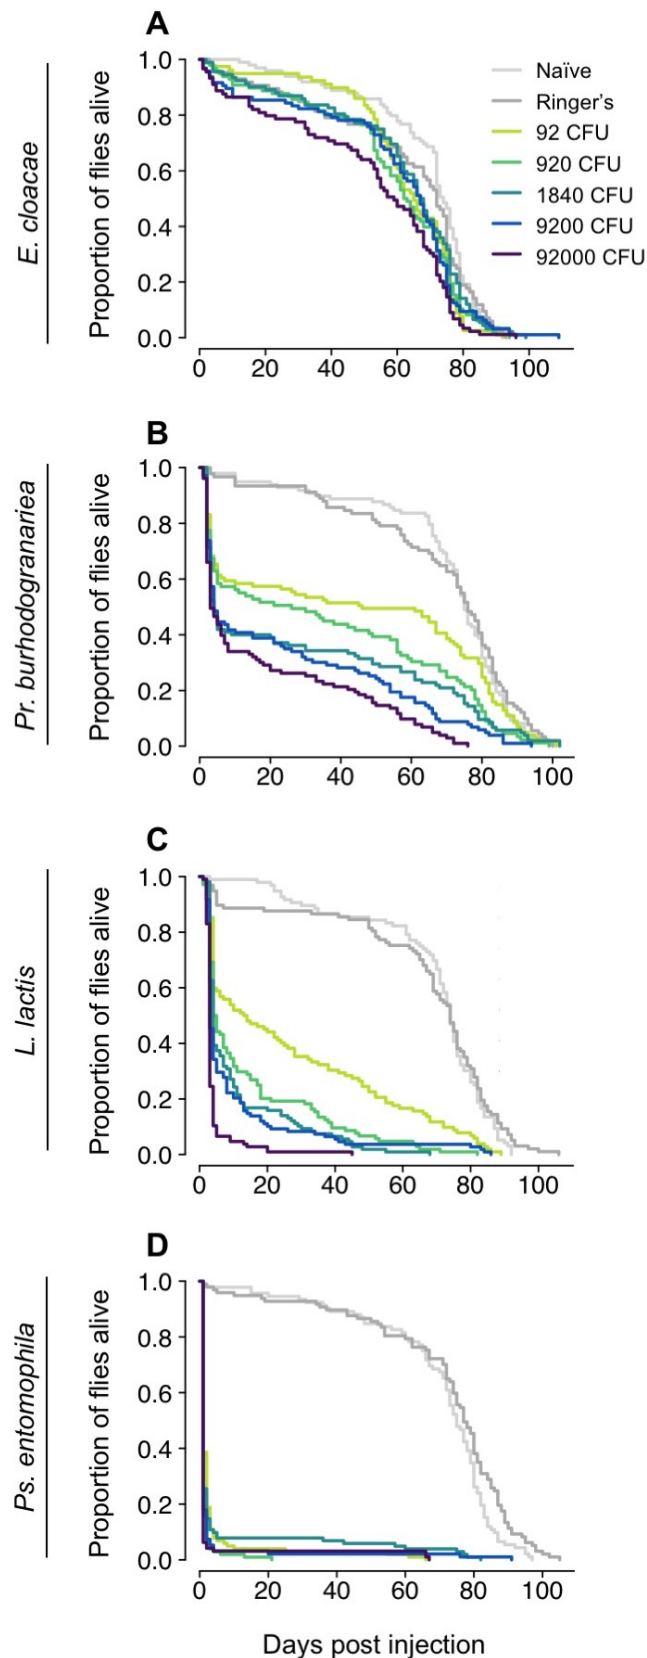 A
E. cloacae
Proportion of flies alive
1.0
0.8
0.6
0.4
0.2
0.0
0 20 40 60 80 100
Naïve
Ringer's
92 CFU
920 CFU
1840 CFU
9200 CFU
92000 CFU
B
Pr. burhodogranariea
Proportion of flies alive
1.0
0.8
0.6
0.4
0.2
0.0
0 20 40 60 80 100
C
L. lactis
Proportion of flies alive
1.0
0.8
0.6
0.4
0.2
0.0
0 20 40 60 80 100
D
Ps. entomophila
Proportion of flies alive
1.0
0.8
0.6
0.4
0.2
0.0
0 20 40 60 80 100
Days post injection